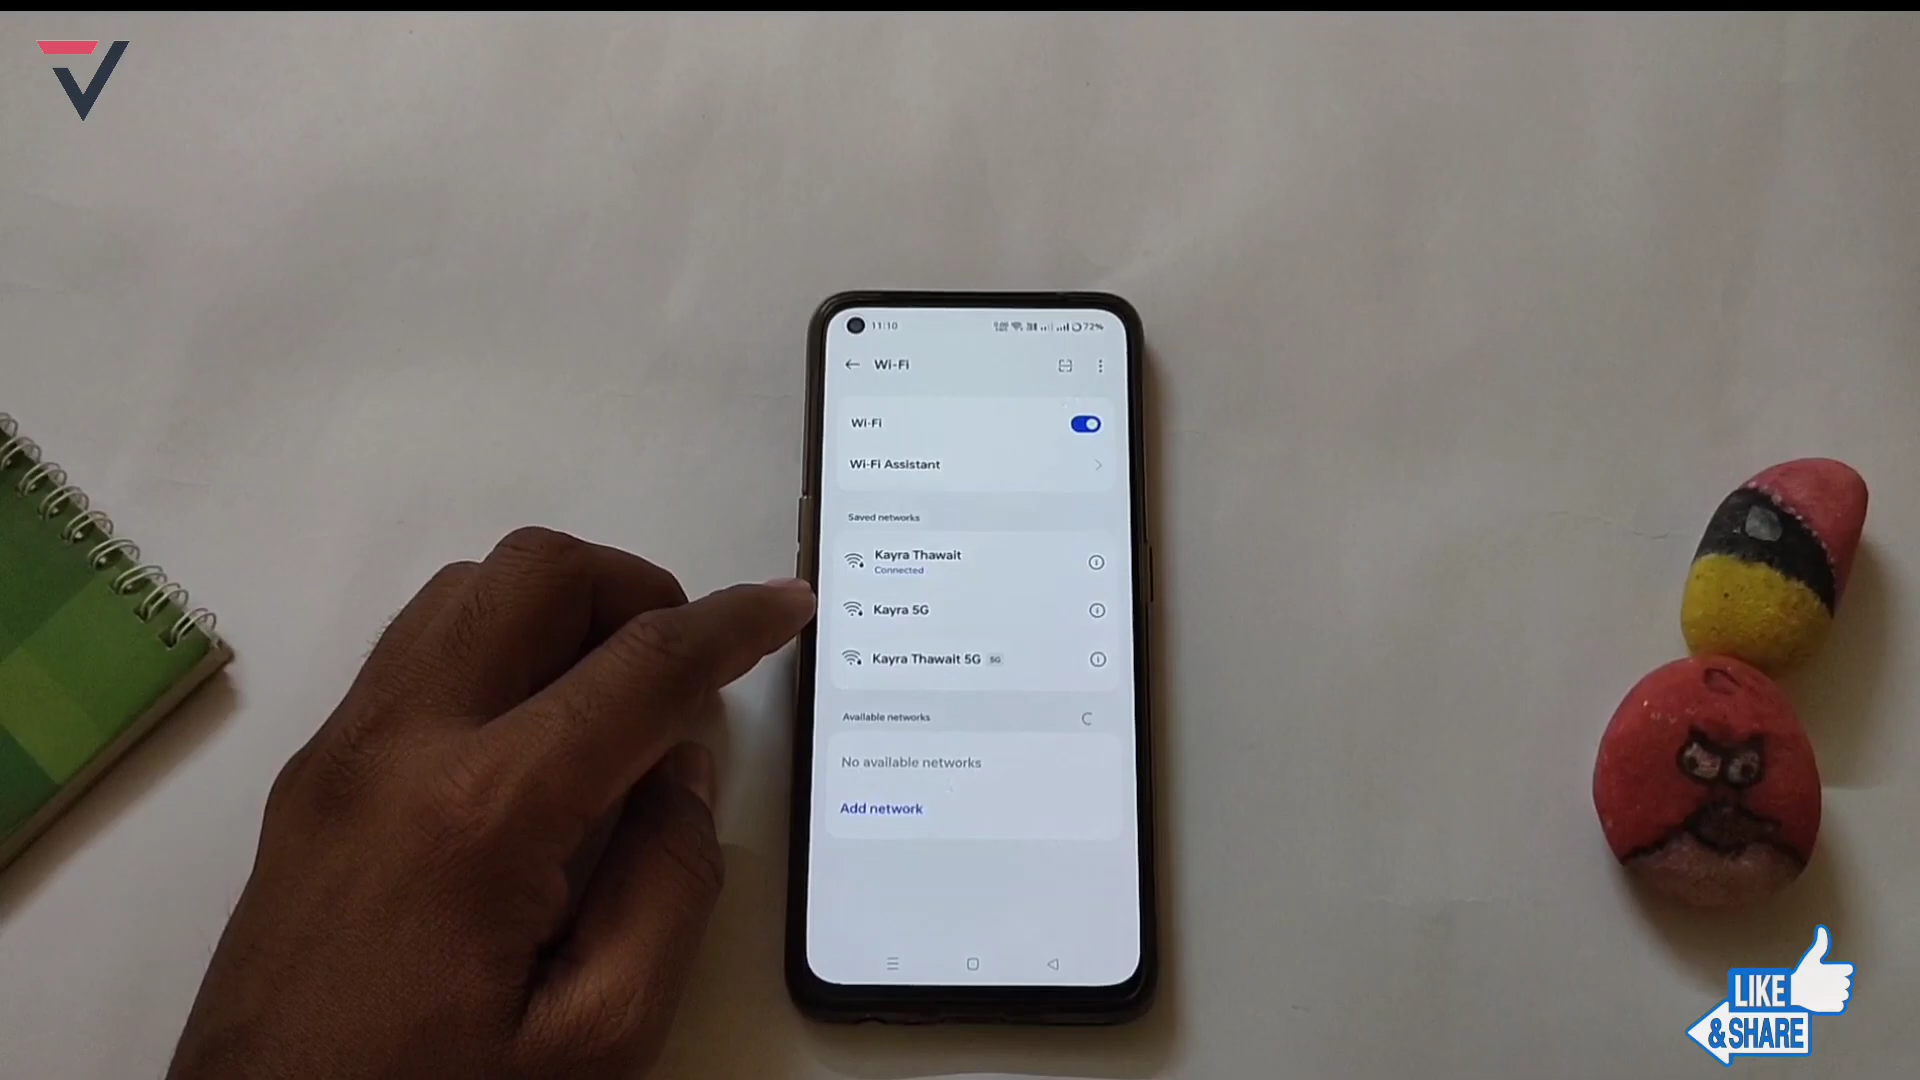 11:10
72%
Wi-Fi
Wi-Fi
Wi-Fi Assistant
Saved networks
Kayra Thawait
Connected
Kayra 5G
Kayra Thawait 5G 5G
Available networks
No available networks
Add network
LIKE
& SHARE